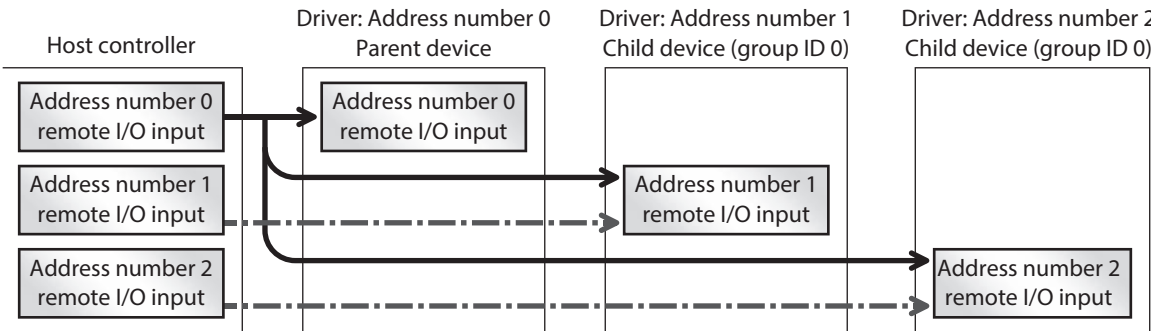 Host controller
Driver: Address number 0
Parent device
Driver: Address number 1
Child device (group ID 0)
Driver: Address number 2
Child device (group ID 0)
Address number 0
remote I/O input
Address number 0
remote I/O input
Address number 1
remote I/O input
Address number 1
remote I/O input
Address number 2
remote I/O input
Address number 2
remote I/O input